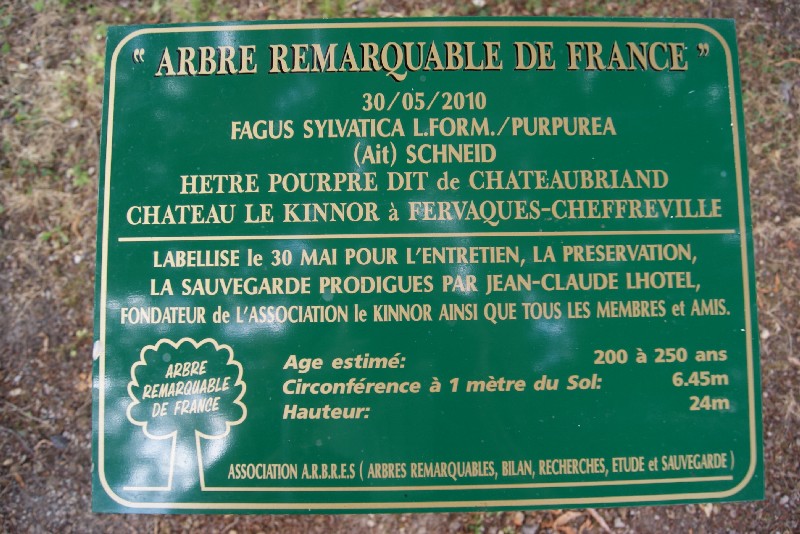 " ARBRE REMARQUABLE DE FRANCE "
30/05/2010
FAGUS SYLVATICA L.FORM./PURPUREA
(Ait) SCHNEID
HETRE POURPRE DIT de CHATEAUBRIAND
CHATEAU LE KINNOR à FERVAQUES-CHEFFREVILLE
LABELLISE le 30 MAI POUR L'ENTRETIEN, LA PRESERVATION,
LA SAUVEGARDE PRODIGUES PAR JEAN-CLAUDE LHOTEL,
FONDATEUR de L'ASSOCIATION le KINNOR AINSI QUE TOUS LES MEMBRES et AMIS.
ARBRE
REMARQUABLE
DE FRANCE
Age estimé: 200 à 250 ans
Circonférence à 1 mètre du Sol: 6.45m
Hauteur: 24m
ASSOCIATION A.R.B.R.E.S ( ARBRES REMARQUABLES, BILAN, RECHERCHES, ETUDE et SAUVEGARDE )